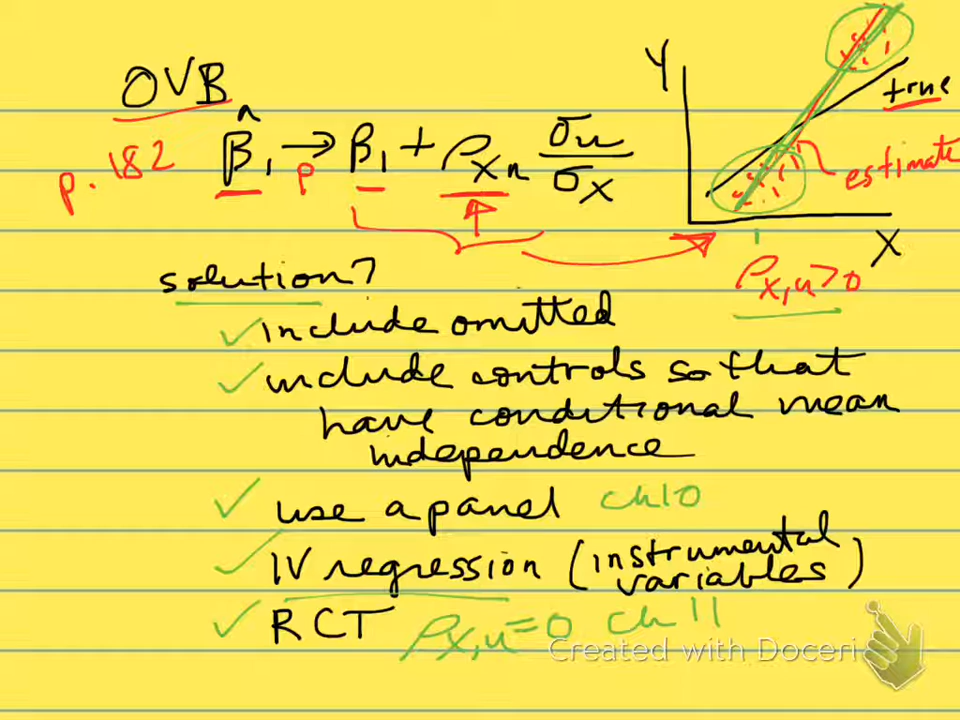 OVB
p. 182
β̂₁ →p β₁ + ρXu σu/σX
Y
true
estimate
X
ρX,u>0
solution?
✓ include omitted
✓ include controls so that
have conditional mean
independence
✓ use a panel ch10
✓ IV regression (instrumental
variables)
✓ RCT ρX,u=0 ch 11
Created with Doceri